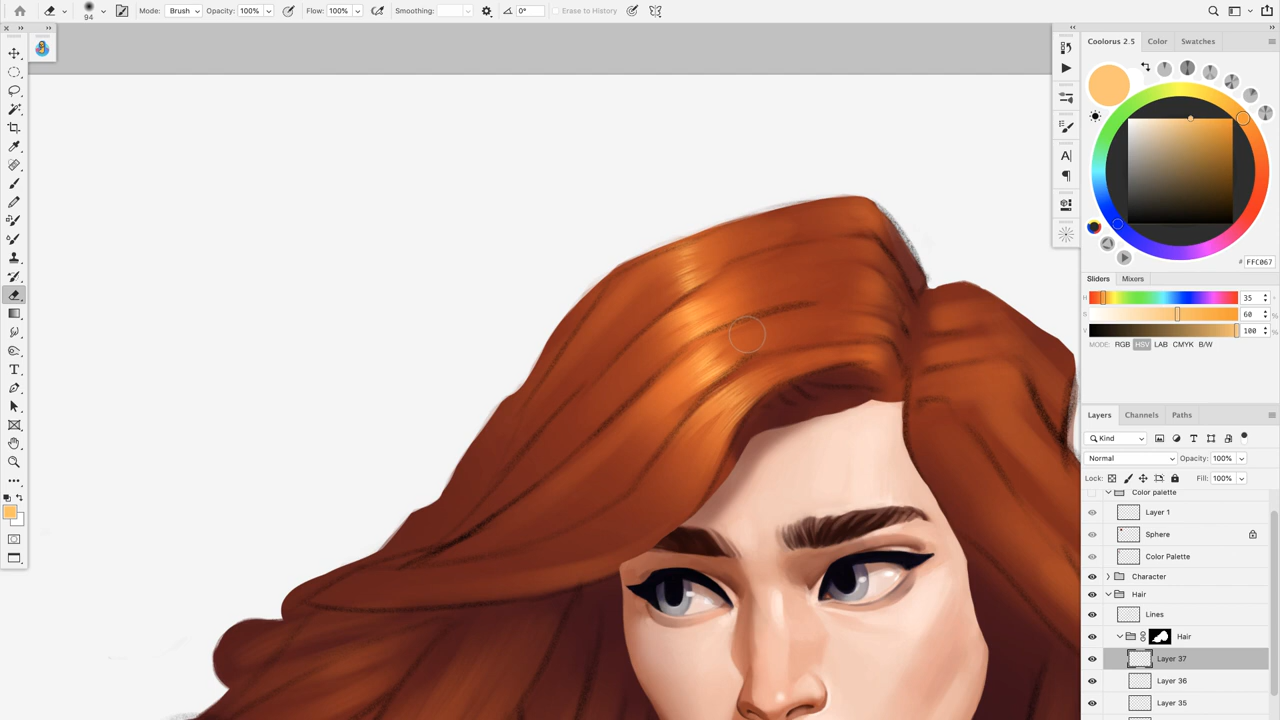 94 Mode: Brush Opacity: 100% Flow: 100% Smoothing: 0° Erase to History
Coolorus 2.5 Color Swatches
# FFC067
Sliders Mixers
H 35
S 60 %
V 100 %
MODE: RGB HSV LAB CMYK B/W
Layers Channels Paths
Kind
Normal Opacity: 100%
Lock: Fill: 100%
Color palette
Layer 1
Sphere
Color Palette
Character
Hair
Lines
Hair
Layer 37
Layer 36
Layer 35